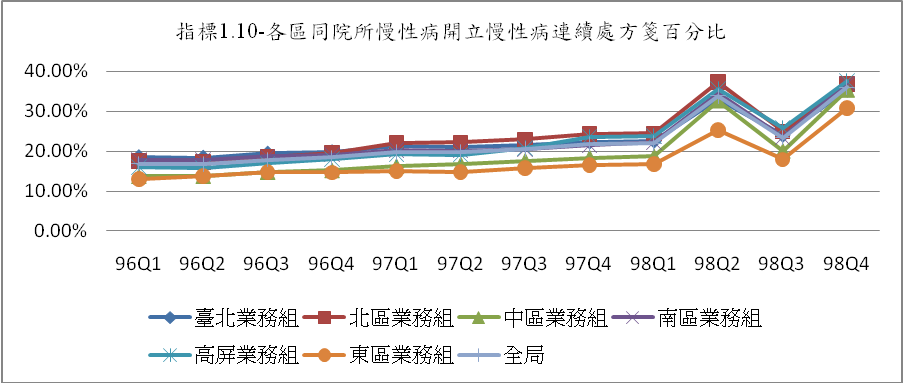 指標1.10-各區同院所慢性病開立慢性病連續處方箋百分比
40.00%
30.00%
20.00%
10.00%
0.00%
96Q1 96Q2 96Q3 96Q4 97Q1 97Q2 97Q3 97Q4 98Q1 98Q2 98Q3 98Q4
臺北業務組 北區業務組 中區業務組 南區業務組
高屏業務組 東區業務組 全局